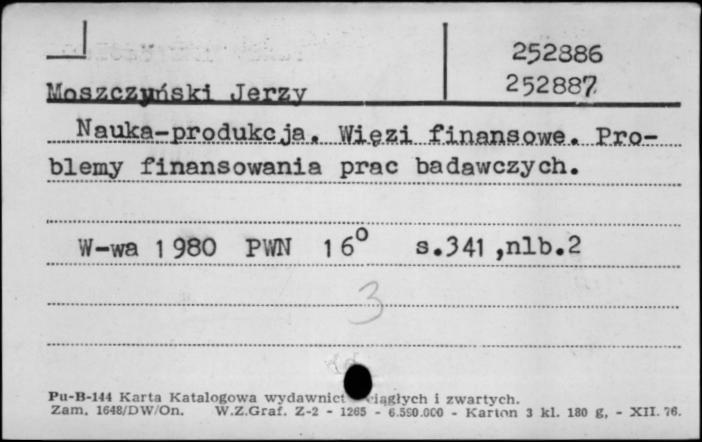 252886
252887
Moszczyński Jerzy
Nauka-produkcja. Więzi finansowe. Pro-
blemy finansowania prac badawczych.
W-wa 1980 PWN 16° s.341,nlb.2
3
Pu-B-144 Karta Katalogowa wydawnict ciągłych i zwartych.
Zam. 1648/DW/On. W.Z.Graf. Z-2 - 1265 - 6.590.000 - Karton 3 kl. 180 g, - XII. 76.